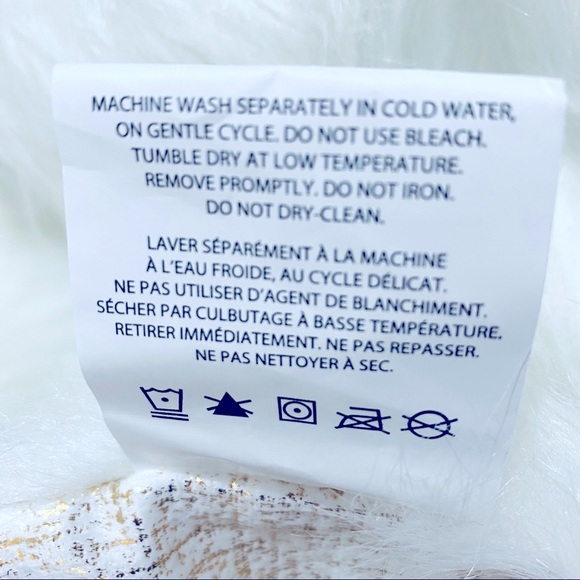 MACHINE WASH SEPARATELY IN COLD WATER,
ON GENTLE CYCLE. DO NOT USE BLEACH.
TUMBLE DRY AT LOW TEMPERATURE.
REMOVE PROMPTLY. DO NOT IRON.
DO NOT DRY-CLEAN.
LAVER SÉPARÉMENT À LA MACHINE
À L'EAU FROIDE, AU CYCLE DÉLICAT.
NE PAS UTILISER D'AGENT DE BLANCHIMENT.
SÉCHER PAR CULBUTAGE À BASSE TEMPÉRATURE.
RETIRER IMMÉDIATEMENT. NE PAS REPASSER.
NE PAS NETTOYER À SEC.